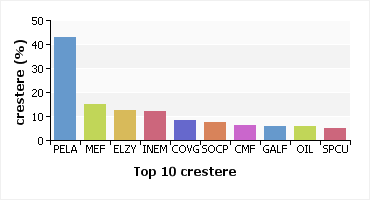 crestere (%)
50
40
30
20
10
0
PELA MEF ELZY INEM COVG SOCP CMF GALF OIL SPCU
Top 10 crestere